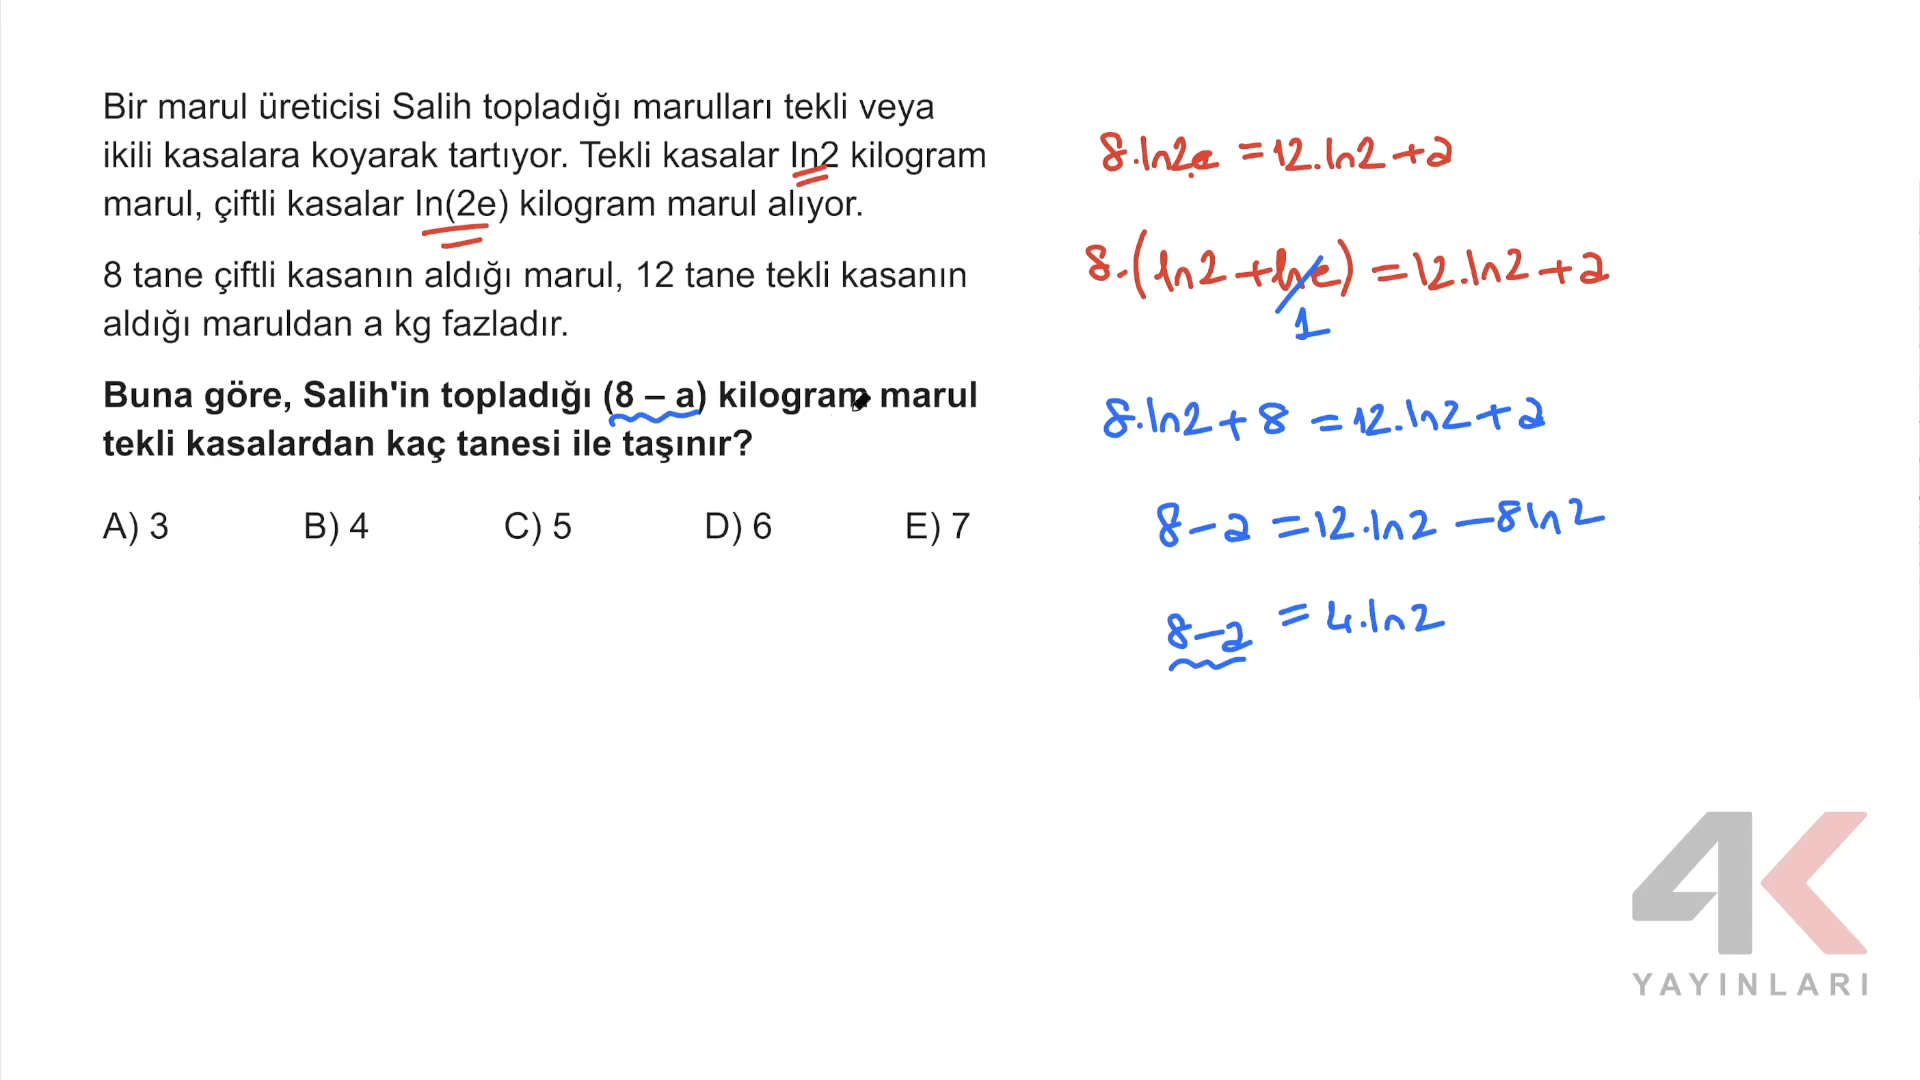 Bir marul üreticisi Salih topladığı marulları tekli veya
ikili kasalara koyarak tartıyor. Tekli kasalar ln2 kilogram
marul, çiftli kasalar ln(2e) kilogram marul alıyor.
8 tane çiftli kasanın aldığı marul, 12 tane tekli kasanın
aldığı maruldan a kg fazladır.
Buna göre, Salih'in topladığı (8 – a) kilogram marul
tekli kasalardan kaç tanesi ile taşınır?
A) 3 B) 4 C) 5 D) 6 E) 7
8.ln2e = 12.ln2 + a
8.(ln2 + lne) = 12.ln2 + a
1
8.ln2 + 8 = 12.ln2 + a
8 – a = 12.ln2 – 8ln2
8 – a = 4.ln2
4K
YAYINLARI